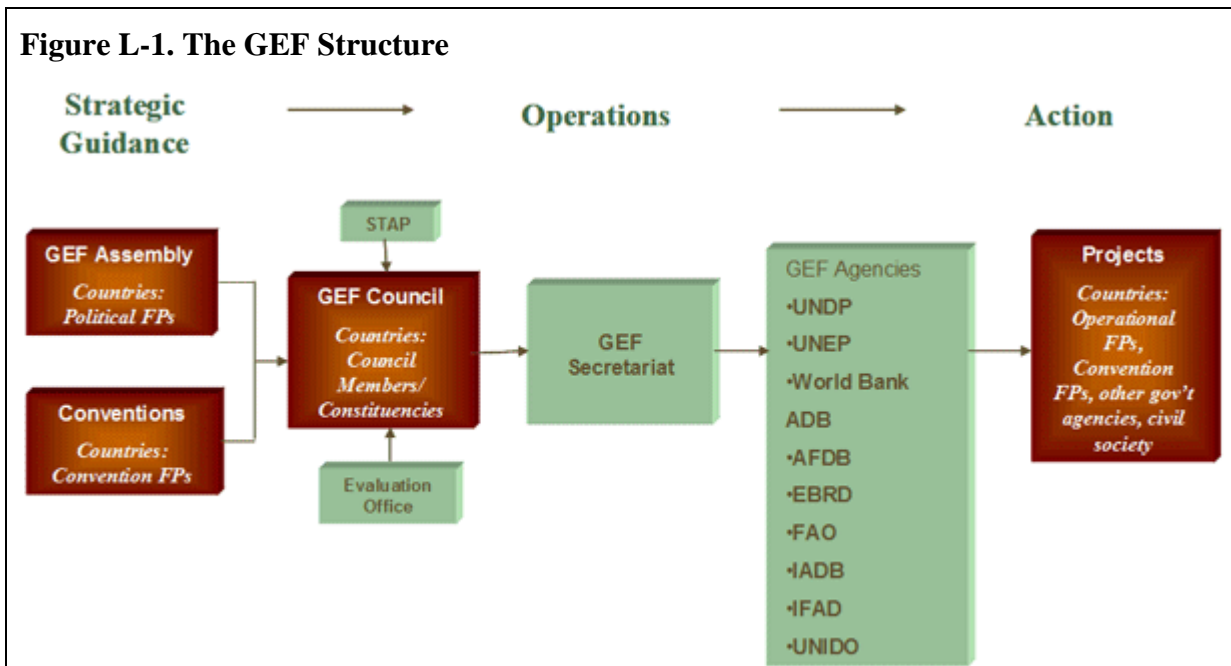 Figure L-1. The GEF Structure
Strategic
Guidance
Operations
Action
STAP
GEF Assembly
Countries:
Political FPs
Conventions
Countries:
Convention FPs
GEF Council
Countries:
Council
Members/
Constituencies
Evaluation
Office
GEF
Secretariat
GEF Agencies
•UNDP
•UNEP
•World Bank
ADB
•AFDB
•EBRD
•FAO
•IADB
•IFAD
•UNIDO
Projects
Countries:
Operational
FPs,
Convention
FPs, other gov't
agencies, civil
society